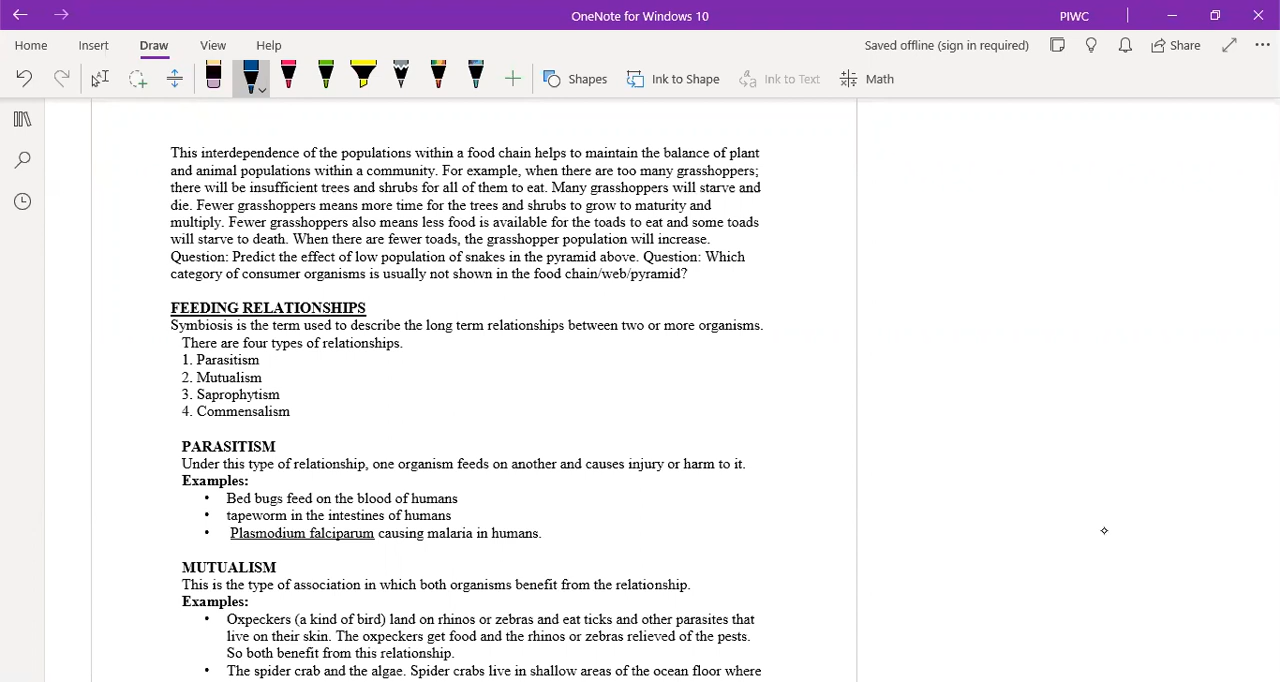 OneNote for Windows 10
PIWC
Home Insert Draw View Help
Saved offline (sign in required)
Share
Shapes
Ink to Shape
Ink to Text
Math
This interdependence of the populations within a food chain helps to maintain the balance of plant
and animal populations within a community. For example, when there are too many grasshoppers;
there will be insufficient trees and shrubs for all of them to eat. Many grasshoppers will starve and
die. Fewer grasshoppers means more time for the trees and shrubs to grow to maturity and
multiply. Fewer grasshoppers also means less food is available for the toads to eat and some toads
will starve to death. When there are fewer toads, the grasshopper population will increase.
Question: Predict the effect of low population of snakes in the pyramid above. Question: Which
category of consumer organisms is usually not shown in the food chain/web/pyramid?
FEEDING RELATIONSHIPS
Symbiosis is the term used to describe the long term relationships between two or more organisms.
There are four types of relationships.
1. Parasitism
2. Mutualism
3. Saprophytism
4. Commensalism
PARASITISM
Under this type of relationship, one organism feeds on another and causes injury or harm to it.
Examples:
• Bed bugs feed on the blood of humans
• tapeworm in the intestines of humans
• Plasmodium falciparum causing malaria in humans.
MUTUALISM
This is the type of association in which both organisms benefit from the relationship.
Examples:
• Oxpeckers (a kind of bird) land on rhinos or zebras and eat ticks and other parasites that
live on their skin. The oxpeckers get food and the rhinos or zebras relieved of the pests.
So both benefit from this relationship.
• The spider crab and the algae. Spider crabs live in shallow areas of the ocean floor where